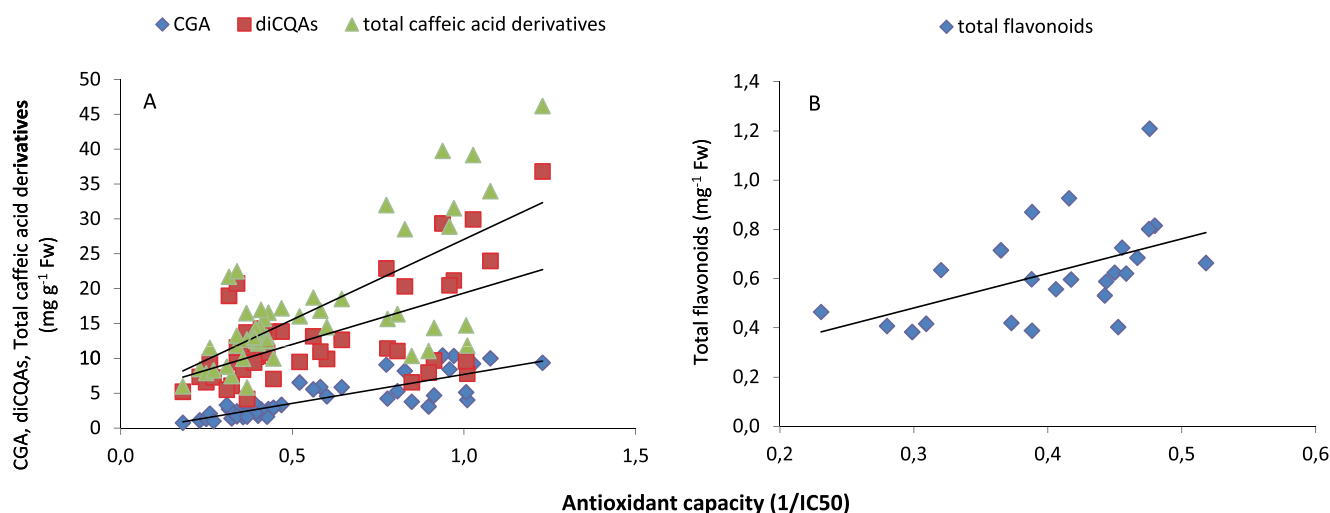 CGA diCQAs total caffeic acid derivatives
total flavonoids
CGA, diCQAs, Total caffeic acid derivatives
(mg g-1 Fw)
50
45
40
35
30
25
20
15
10
5
0
A
0,0 0,5 1,0 1,5
Total flavonoids (mg-1 Fw)
1,4
1,2
1,0
0,8
0,6
0,4
0,2
0,0
B
0,2 0,3 0,4 0,5 0,6
Antioxidant capacity (1/IC50)